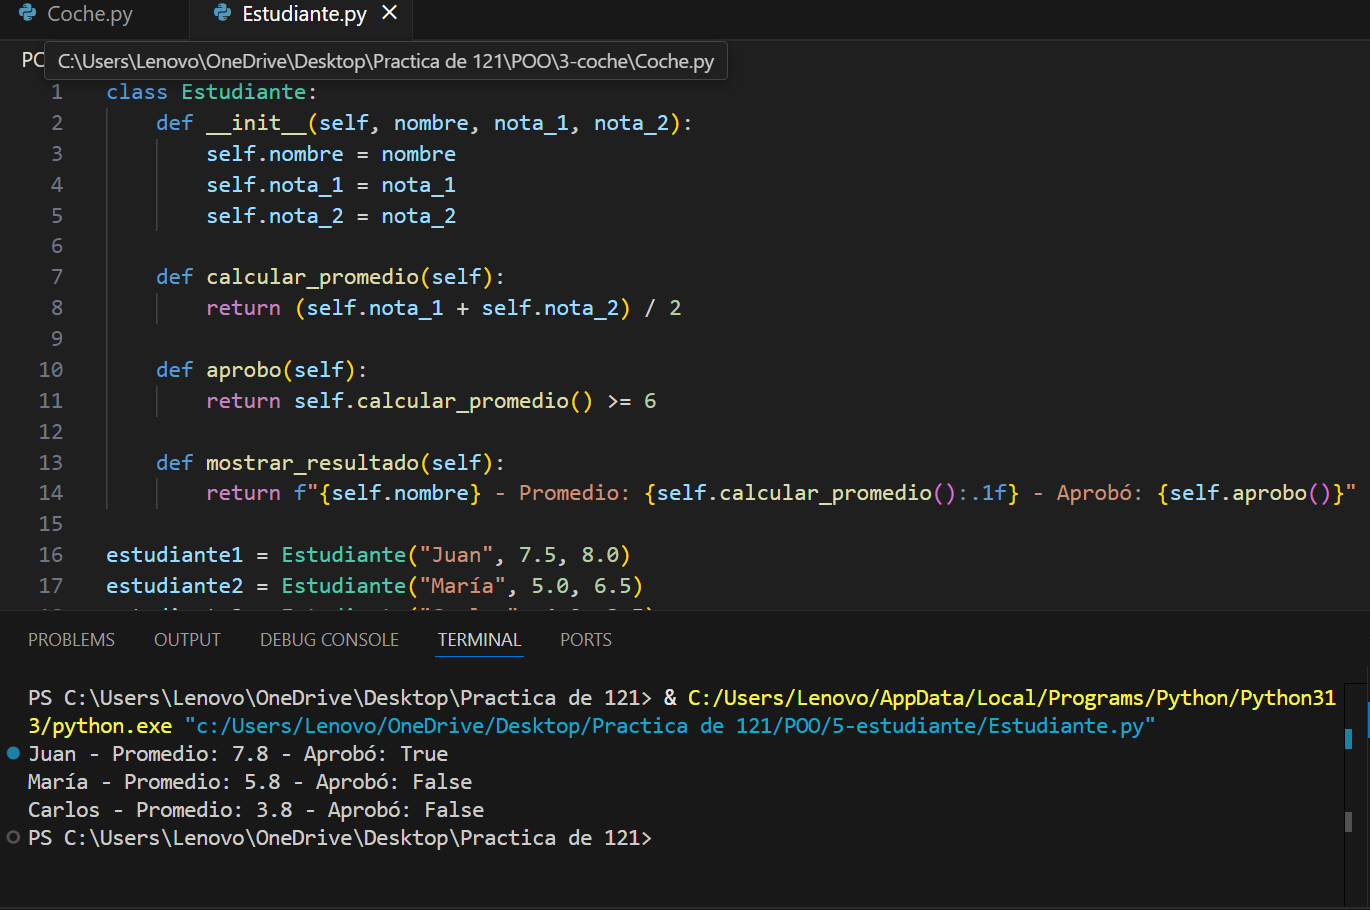 Coche.py
Estudiante.py
PO
C:\Users\Lenovo\OneDrive\Desktop\Practica de 121\POO\3-coche\Coche.py
1 class Estudiante:
2     def __init__(self, nombre, nota_1, nota_2):
3         self.nombre = nombre
4         self.nota_1 = nota_1
5         self.nota_2 = nota_2
6
7     def calcular_promedio(self):
8         return (self.nota_1 + self.nota_2) / 2
9
10     def aprobo(self):
11         return self.calcular_promedio() >= 6
12
13     def mostrar_resultado(self):
14         return f"{self.nombre} - Promedio: {self.calcular_promedio():.1f} - Aprobó: {self.aprobo()}"
15
16 estudiante1 = Estudiante("Juan", 7.5, 8.0)
17 estudiante2 = Estudiante("María", 5.0, 6.5)
PROBLEMS OUTPUT DEBUG CONSOLE TERMINAL PORTS
PS C:\Users\Lenovo\OneDrive\Desktop\Practica de 121> & C:/Users/Lenovo/AppData/Local/Programs/Python/Python31
3/python.exe "c:/Users/Lenovo/OneDrive/Desktop/Practica de 121/POO/5-estudiante/Estudiante.py"
Juan - Promedio: 7.8 - Aprobó: True
María - Promedio: 5.8 - Aprobó: False
Carlos - Promedio: 3.8 - Aprobó: False
PS C:\Users\Lenovo\OneDrive\Desktop\Practica de 121>